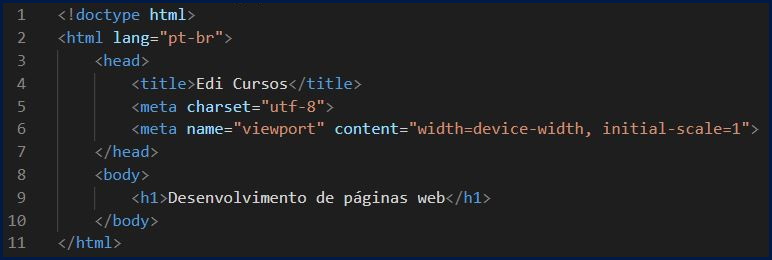 1 <!doctype html>
2 <html lang="pt-br">
3 <head>
4 <title>Edi Cursos</title>
5 <meta charset="utf-8">
6 <meta name="viewport" content="width=device-width, initial-scale=1">
7 </head>
8 <body>
9 <h1>Desenvolvimento de páginas web</h1>
10 </body>
11 </html>